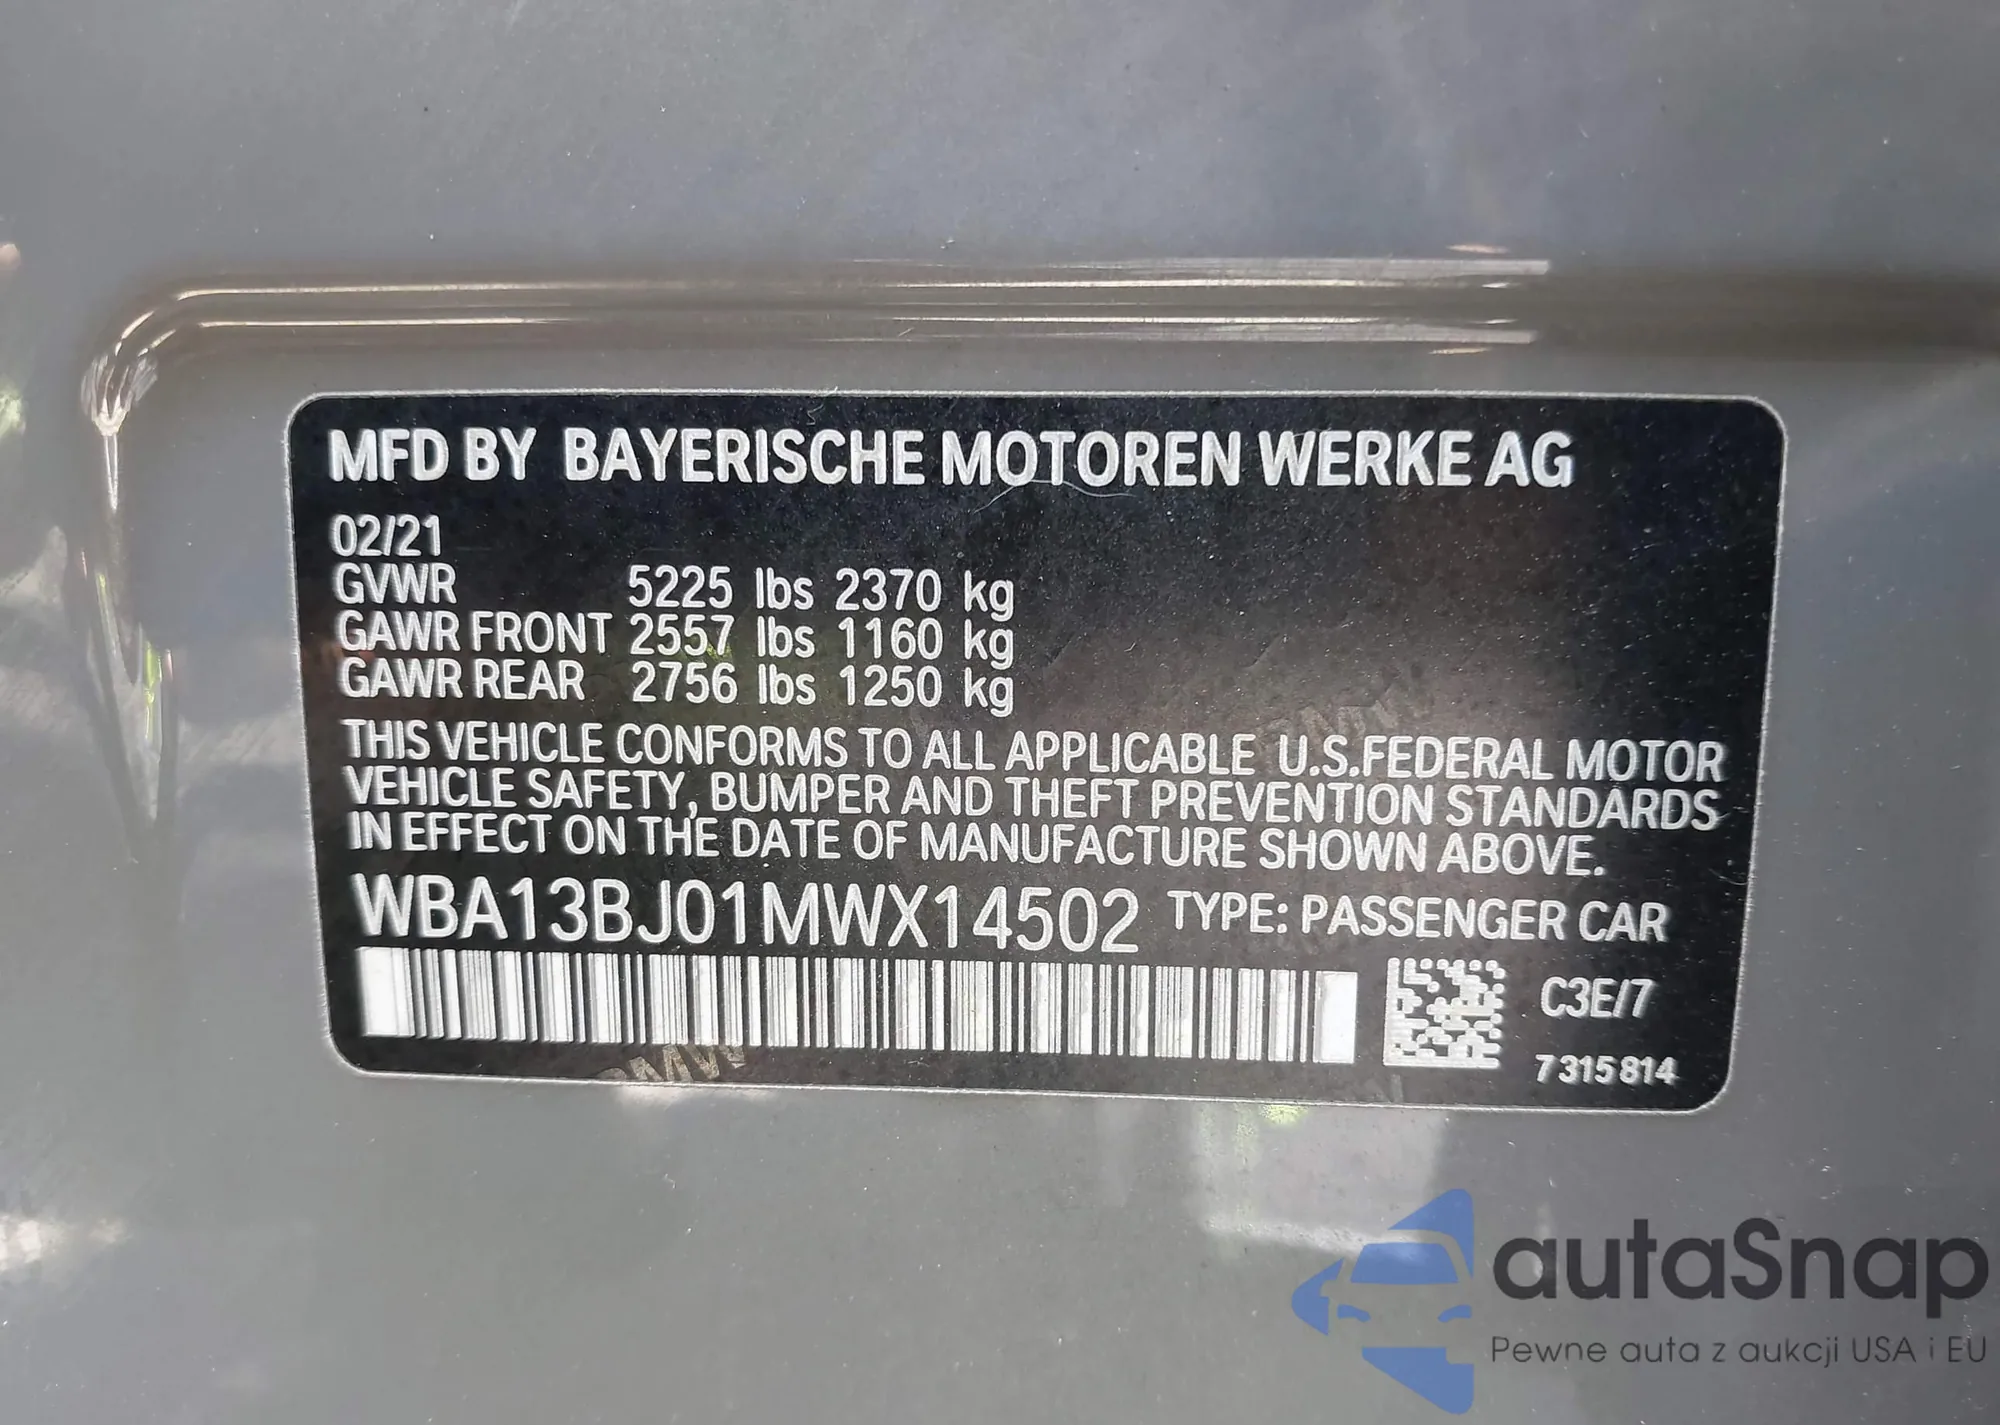 MFD BY BAYERISCHE MOTOREN WERKE AG
02/21
GVWR 5225 lbs 2370 kg
GAWR FRONT 2557 lbs 1160 kg
GAWR REAR 2756 lbs 1250 kg
THIS VEHICLE CONFORMS TO ALL APPLICABLE U.S.FEDERAL MOTOR
VEHICLE SAFETY, BUMPER AND THEFT PREVENTION STANDARDS
IN EFFECT ON THE DATE OF MANUFACTURE SHOWN ABOVE.
WBA13BJ01MWX14502 TYPE: PASSENGER CAR
C3E/7
7315814
BMW
BMW
autaSnap
Pewne auta z aukcji USA i EU